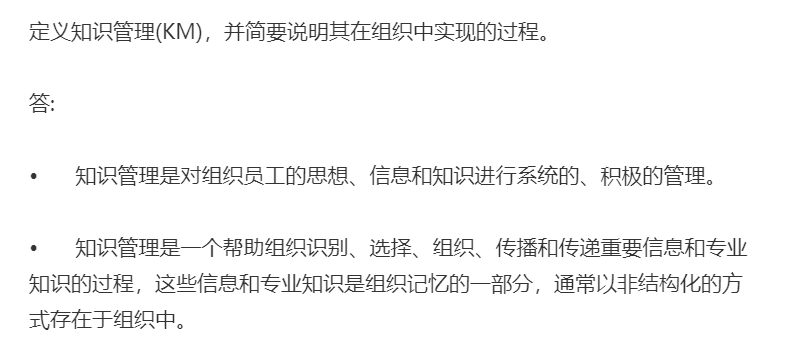 定义知识管理(KM)，并简要说明其在组织中实现的过程。
答:
• 知识管理是对组织员工的思想、信息和知识进行系统的、积极的管理。
• 知识管理是一个帮助组织识别、选择、组织、传播和传递重要信息和专业
知识的过程，这些信息和专业知识是组织记忆的一部分，通常以非结构化的方
式存在于组织中。